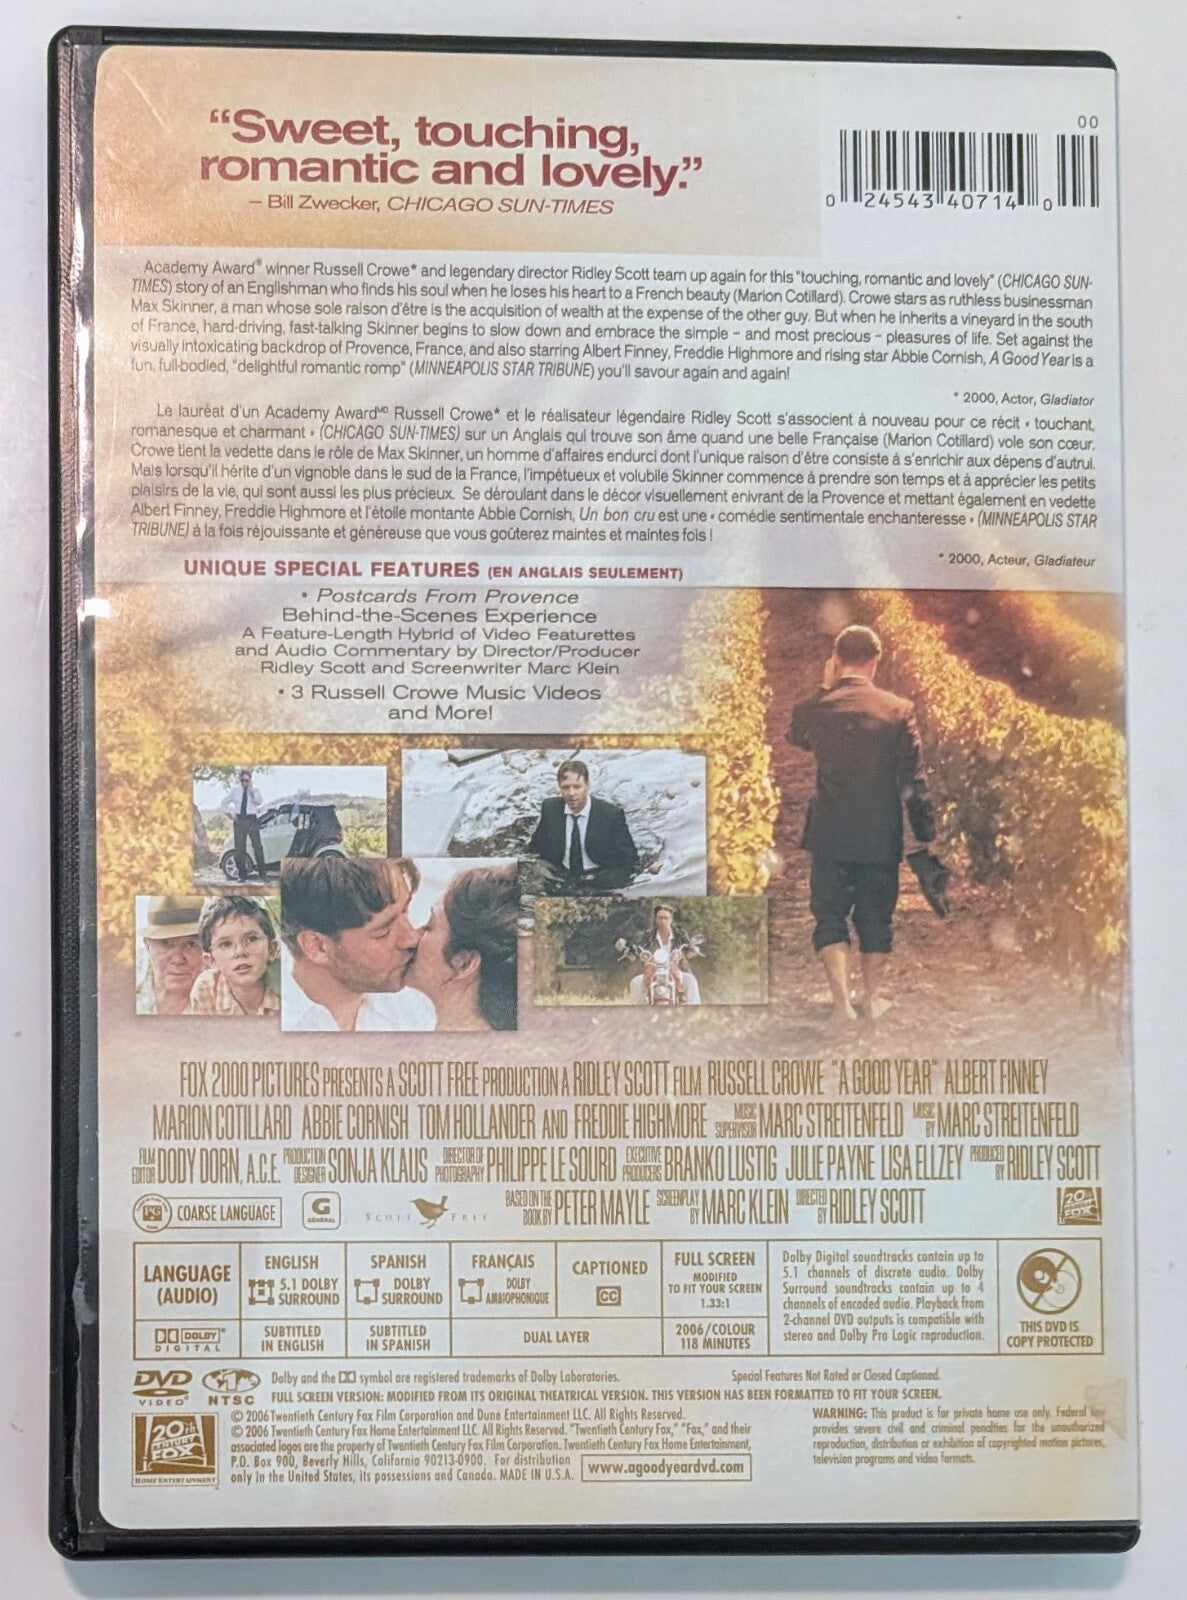 “Sweet, touching,
romantic and lovely.”
– Bill Zwecker, CHICAGO SUN-TIMES
00
0 24543 40714 0
Academy Award® winner Russell Crowe* and legendary director Ridley Scott team up again for this "touching, romantic and lovely" (CHICAGO SUN-
TIMES) story of an Englishman who finds his soul when he loses his heart to a French beauty (Marion Cotillard). Crowe stars as ruthless businessman
Max Skinner, a man whose sole raison d'être is the acquisition of wealth at the expense of the other guy. But when he inherits a vineyard in the south
of France, hard-driving, fast-talking Skinner begins to slow down and embrace the simple – and most precious – pleasures of life. Set against the
visually intoxicating backdrop of Provence, France, and also starring Albert Finney, Freddie Highmore and rising star Abbie Cornish, A Good Year is a
fun, full-bodied, "delightful romantic romp" (MINNEAPOLIS STAR TRIBUNE) you'll savour again and again!
* 2000, Actor, Gladiator
Le lauréat d'un Academy AwardMD Russell Crowe* et le réalisateur légendaire Ridley Scott s'associent à nouveau pour ce récit « touchant,
romanesque et charmant » (CHICAGO SUN-TIMES) sur un Anglais qui trouve son âme quand une belle Française (Marion Cotillard) vole son cœur.
Crowe tient la vedette dans le rôle de Max Skinner, un homme d'affaires endurci dont l'unique raison d'être consiste à s'enrichir aux dépens d'autrui.
Mais lorsqu'il hérite d'un vignoble dans le sud de la France, l'impétueux et volubile Skinner commence à prendre son temps et à apprécier les petits
plaisirs de la vie, qui sont aussi les plus précieux. Se déroulant dans le décor visuellement enivrant de la Provence et mettant également en vedette
Albert Finney, Freddie Highmore et l'étoile montante Abbie Cornish, Un bon cru est une « comédie sentimentale enchanteresse » (MINNEAPOLIS STAR
TRIBUNE) à la fois réjouissante et généreuse que vous goûterez maintes et maintes fois !
* 2000, Acteur, Gladiateur
UNIQUE SPECIAL FEATURES (EN ANGLAIS SEULEMENT)
• Postcards From Provence
Behind-the-Scenes Experience
A Feature-Length Hybrid of Video Featurettes
and Audio Commentary by Director/Producer
Ridley Scott and Screenwriter Marc Klein
• 3 Russell Crowe Music Videos
and More!
FOX 2000 PICTURES PRESENTS A SCOTT FREE PRODUCTION A RIDLEY SCOTT FILM RUSSELL CROWE "A GOOD YEAR" ALBERT FINNEY
MARION COTILLARD ABBIE CORNISH TOM HOLLANDER AND FREDDIE HIGHMORE MUSIC SUPERVISOR MARC STREITENFELD MUSIC BY MARC STREITENFELD
FILM EDITOR DODY DORN, A.C.E. PRODUCTION DESIGNER SONJA KLAUS DIRECTOR OF PHOTOGRAPHY PHILIPPE LE SOURD EXECUTIVE PRODUCERS BRANKO LUSTIG JULIE PAYNE LISA ELLZEY PRODUCED BY RIDLEY SCOTT
PG COARSE LANGUAGE G GENERAL SCOTT FREE BASED ON THE BOOK BY PETER MAYLE SCREENPLAY BY MARC KLEIN DIRECTED BY RIDLEY SCOTT 20th CENTURY FOX
LANGUAGE
(AUDIO)
ENGLISH
5.1 DOLBY
SURROUND
SPANISH
DOLBY
SURROUND
FRANÇAIS
DOLBY
AMBIOPHONIQUE
CAPTIONED
CC
FULL SCREEN
MODIFIED
TO FIT YOUR SCREEN
1.33:1
Dolby Digital soundtracks contain up to
5.1 channels of discrete audio. Dolby
Surround soundtracks contain up to 4
channels of encoded audio. Playback from
2-channel DVD outputs is compatible with
stereo and Dolby Pro Logic reproduction.
THIS DVD IS
COPY PROTECTED
DOLBY
DIGITAL
SUBTITLED
IN ENGLISH
SUBTITLED
IN SPANISH
DUAL LAYER
2006/COLOUR
118 MINUTES
DVD
VIDEO
1
NTSC
Dolby and the DD symbol are registered trademarks of Dolby Laboratories. Special Features Not Rated or Closed Captioned.
FULL SCREEN VERSION: MODIFIED FROM ITS ORIGINAL THEATRICAL VERSION. THIS VERSION HAS BEEN FORMATTED TO FIT YOUR SCREEN.
20th
CENTURY
FOX
HOME ENTERTAINMENT
© 2006 Twentieth Century Fox Film Corporation and Dune Entertainment LLC. All Rights Reserved.
© 2006 Twentieth Century Fox Home Entertainment LLC. All Rights Reserved. "Twentieth Century Fox," "Fox," and their
associated logos are the property of Twentieth Century Fox Film Corporation. Twentieth Century Fox Home Entertainment,
P.O. Box 900, Beverly Hills, California 90213-0900. For distribution
only in the United States, its possessions and Canada. MADE IN U.S.A.
www.agoodyeardvd.com
WARNING: This product is for private home use only. Federal law
provides severe civil and criminal penalties for the unauthorized
reproduction, distribution or exhibition of copyrighted motion pictures,
television programs and video formats.